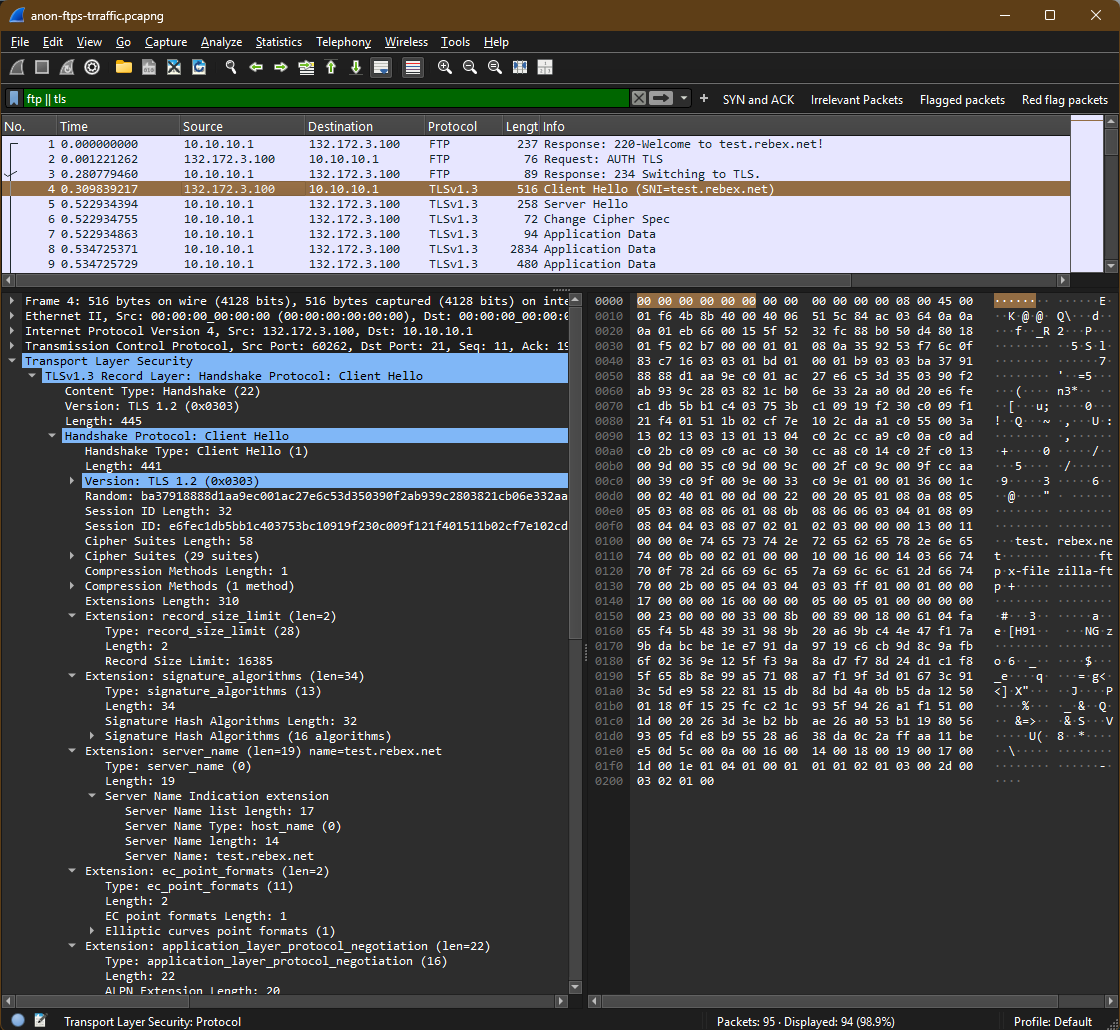 anon-ftps-trraffic.pcapng
File Edit View Go Capture Analyze Statistics Telephony Wireless Tools Help
ftp || tls
+ SYN and ACK Irrelevant Packets Flagged packets Red flag packets
No. Time Source Destination Protocol Lengt Info
1 0.000000000 10.10.10.1 132.172.3.100 FTP 237 Response: 220-Welcome to test.rebex.net!
2 0.001221262 132.172.3.100 10.10.10.1 FTP 76 Request: AUTH TLS
3 0.280779460 10.10.10.1 132.172.3.100 FTP 89 Response: 234 Switching to TLS.
4 0.309839217 132.172.3.100 10.10.10.1 TLSv1.3 516 Client Hello (SNI=test.rebex.net)
5 0.522934394 10.10.10.1 132.172.3.100 TLSv1.3 258 Server Hello
6 0.522934755 10.10.10.1 132.172.3.100 TLSv1.3 72 Change Cipher Spec
7 0.522934863 10.10.10.1 132.172.3.100 TLSv1.3 94 Application Data
8 0.534725371 10.10.10.1 132.172.3.100 TLSv1.3 2834 Application Data
9 0.534725729 10.10.10.1 132.172.3.100 TLSv1.3 480 Application Data
Frame 4: 516 bytes on wire (4128 bits), 516 bytes captured (4128 bits) on inte
Ethernet II, Src: 00:00:00_00:00:00 (00:00:00:00:00:00), Dst: 00:00:00_00:00:0
Internet Protocol Version 4, Src: 132.172.3.100, Dst: 10.10.10.1
Transmission Control Protocol, Src Port: 60262, Dst Port: 21, Seq: 11, Ack: 19
Transport Layer Security
TLSv1.3 Record Layer: Handshake Protocol: Client Hello
Content Type: Handshake (22)
Version: TLS 1.2 (0x0303)
Length: 445
Handshake Protocol: Client Hello
Handshake Type: Client Hello (1)
Length: 441
Version: TLS 1.2 (0x0303)
Random: ba37918888d1aa9ec001ac27e6c53d350390f2ab939c2803821cb06e332aa
Session ID Length: 32
Session ID: e6fec1db5bb1c403753bc10919f230c009f121f401511b02cf7e102cd
Cipher Suites Length: 58
Cipher Suites (29 suites)
Compression Methods Length: 1
Compression Methods (1 method)
Extensions Length: 310
Extension: record_size_limit (len=2)
Type: record_size_limit (28)
Length: 2
Record Size Limit: 16385
Extension: signature_algorithms (len=34)
Type: signature_algorithms (13)
Length: 34
Signature Hash Algorithms Length: 32
Signature Hash Algorithms (16 algorithms)
Extension: server_name (len=19) name=test.rebex.net
Type: server_name (0)
Length: 19
Server Name Indication extension
Server Name list length: 17
Server Name Type: host_name (0)
Server Name length: 14
Server Name: test.rebex.net
Extension: ec_point_formats (len=2)
Type: ec_point_formats (11)
Length: 2
EC point formats Length: 1
Elliptic curves point formats (1)
Extension: application_layer_protocol_negotiation (len=22)
Type: application_layer_protocol_negotiation (16)
Length: 22
ALPN Extension Length: 20
0000 00 00 00 00 00 00 00 00 00 00 00 00 08 00 45 00 ········ ······E·
0010 01 f6 4b 8b 40 00 40 06 51 5c 84 ac 03 64 0a 0a ··K·@·@· Q\···d··
0020 0a 01 eb 66 00 15 5f 52 32 fc 88 b0 50 d4 80 18 ···f··_R 2···P···
0030 01 f5 02 b7 00 00 01 01 08 0a 35 92 53 f7 6c 0f ········ ··5·S·l·
0040 83 c7 16 03 03 01 bd 01 00 01 b9 03 03 ba 37 91 ········ ······7·
0050 88 88 d1 aa 9e c0 01 ac 27 e6 c5 3d 35 03 90 f2 ········ '··=5···
0060 ab 93 9c 28 03 82 1c b0 6e 33 2a a0 0d 20 e6 fe ···(···· n3*·· ··
0070 c1 db 5b b1 c4 03 75 3b c1 09 19 f2 30 c0 09 f1 ··[···u; ····0···
0080 21 f4 01 51 1b 02 cf 7e 10 2c da a1 c0 55 00 3a !··Q···~ ·,···U·:
0090 13 02 13 03 13 01 13 04 c0 2c cc a9 c0 0a c0 ad ········ ·,······
00a0 c0 2b c0 09 c0 ac c0 30 cc a8 c0 14 c0 2f c0 13 ·+·····0 ·····/··
00b0 00 9d 00 35 c0 9d 00 9c 00 2f c0 9c 00 9f cc aa ···5···· ·/······
00c0 00 39 c0 9f 00 9e 00 33 c0 9e 01 00 01 36 00 1c ·9·····3 ·····6··
00d0 00 02 40 01 00 0d 00 22 00 20 05 01 08 0a 08 05 ··@····" · ······
00e0 05 03 08 08 06 01 08 0b 08 06 06 03 04 01 08 09 ········ ········
00f0 08 04 04 03 08 07 02 01 02 03 00 00 00 13 00 11 ········ ········
0100 00 00 0e 74 65 73 74 2e 72 65 62 65 78 2e 6e 65 ···test. rebex.ne
0110 74 00 0b 00 02 01 00 00 10 00 16 00 14 03 66 74 t······· ······ft
0120 70 0f 78 2d 66 69 6c 65 7a 69 6c 6c 61 2d 66 74 p·x-file zilla-ft
0130 70 00 2b 00 05 04 03 04 03 03 ff 01 00 01 00 00 p·+····· ········
0140 17 00 00 00 16 00 00 00 05 00 05 01 00 00 00 00 ········ ········
0150 00 23 00 00 00 33 00 8b 00 89 00 18 00 61 04 fa ·#···3·· ·····a··
0160 65 f4 5b 48 39 31 98 9b 20 a6 9b c4 4e 47 f1 7a e·[H91·· ···NG·z
0170 9b da bc be 1e e7 91 da 97 19 c6 cb 9d 8c 9a fb ········ ········
0180 6f 02 36 9e 12 5f f3 9a 8a d7 f7 8d 24 d1 c1 f8 o·6··_·· ····$···
0190 5f 65 8b 8e 99 a5 71 08 a7 f1 9f 3d 01 67 3c 91 _e····q· ···=·g<·
01a0 3c 5d e9 58 22 81 15 db 8d bd 4a 0b b5 da 12 50 <]·X"··· ··J····P
01b0 01 18 0f 15 25 fc c2 1c 93 5f 94 26 a1 f1 51 00 ····%··· ·_·&··Q·
01c0 1d 00 20 26 3d 3e b2 bb ae 26 a0 53 b1 19 80 56 ·· &=>·· ·&·S···V
01d0 93 05 fd e8 b9 55 28 a6 38 da 0c 2a ff aa 11 be ·····U(· 8··*····
01e0 e5 0d 5c 00 0a 00 16 00 14 00 18 00 19 00 17 00 ··\····· ········
01f0 1d 00 1e 01 04 01 00 01 01 01 02 01 03 00 2d 00 ········ ······-·
0200 03 02 01 00 ····
Transport Layer Security: Protocol Packets: 95 · Displayed: 94 (98.9%) Profile: Default